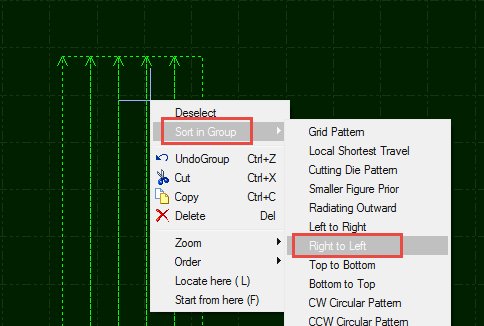 Deselect
Sort in Group
UndoGroup Ctrl+Z
Cut Ctrl+X
Copy Ctrl+C
Delete Del
Zoom
Order
Locate here ( L)
Start from here (F)
Grid Pattern
Local Shortest Travel
Cutting Die Pattern
Smaller Figure Prior
Radiating Outward
Left to Right
Right to Left
Top to Bottom
Bottom to Top
CW Circular Pattern
CCW Circular Pattern